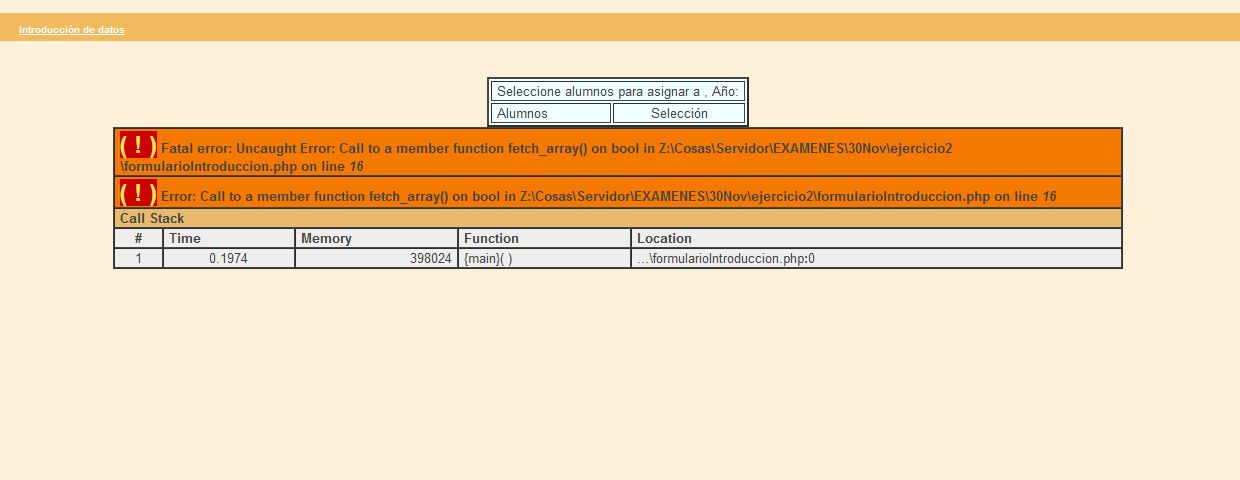 Introducción de datos
Seleccione alumnos para asignar a , Año:
Alumnos Selección
( ! ) Fatal error: Uncaught Error: Call to a member function fetch_array() on bool in Z:\Cosas\Servidor\EXAMENES\30Nov\ejercicio2
\formularioIntroduccion.php on line 16
( ! ) Error: Call to a member function fetch_array() on bool in Z:\Cosas\Servidor\EXAMENES\30Nov\ejercicio2\formularioIntroduccion.php on line 16
Call Stack
# Time Memory Function Location
1 0.1974 398024 {main}( ) ...\formularioIntroduccion.php:0